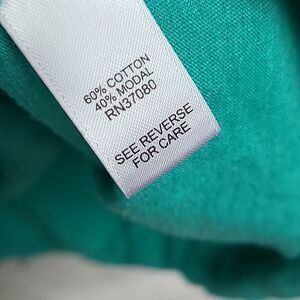 60% COTTON
40% MODAL
RN37080
SEE REVERSE
FOR CARE